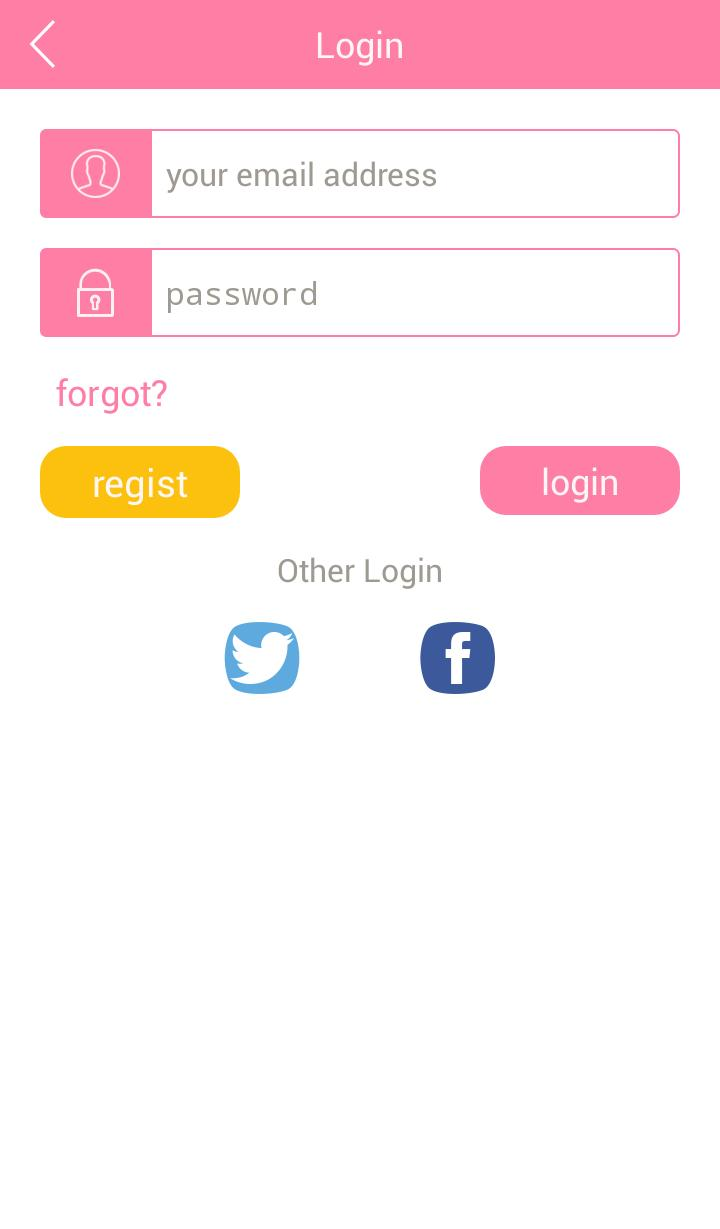 Login
your email address
password
forgot?
regist
login
Other Login